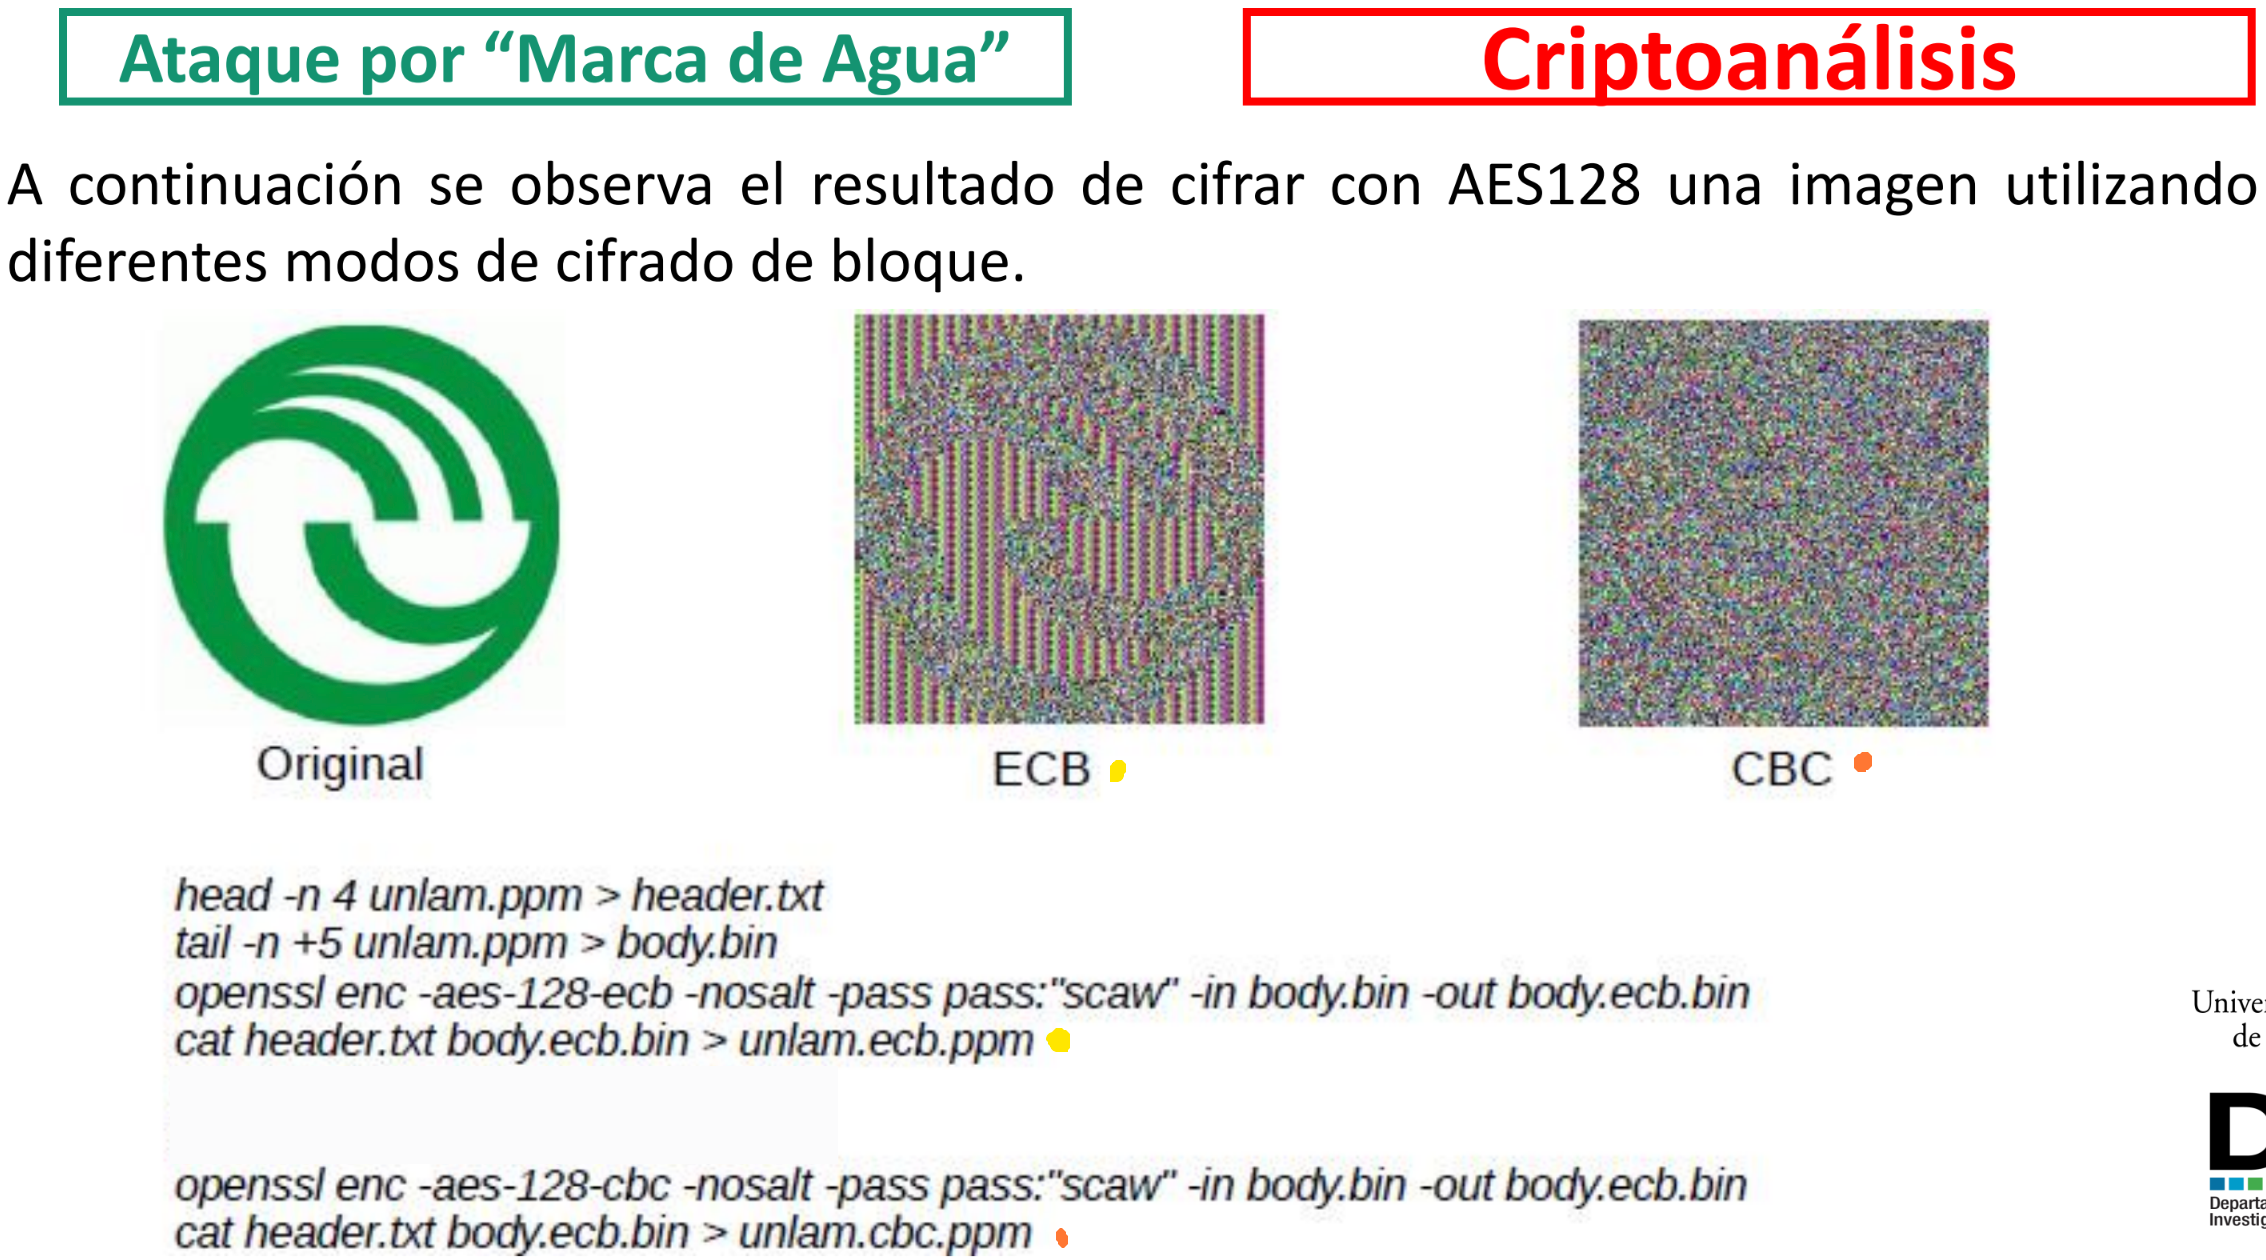 Ataque por “Marca de Agua”
Criptoanálisis
A continuación se observa el resultado de cifrar con AES128 una imagen utilizando
diferentes modos de cifrado de bloque.
Original
ECB
CBC
head -n 4 unlam.ppm > header.txt
tail -n +5 unlam.ppm > body.bin
openssl enc -aes-128-ecb -nosalt -pass pass:"scaw" -in body.bin -out body.ecb.bin
cat header.txt body.ecb.bin > unlam.ecb.ppm
openssl enc -aes-128-cbc -nosalt -pass pass:"scaw" -in body.bin -out body.ecb.bin
cat header.txt body.ecb.bin > unlam.cbc.ppm
de